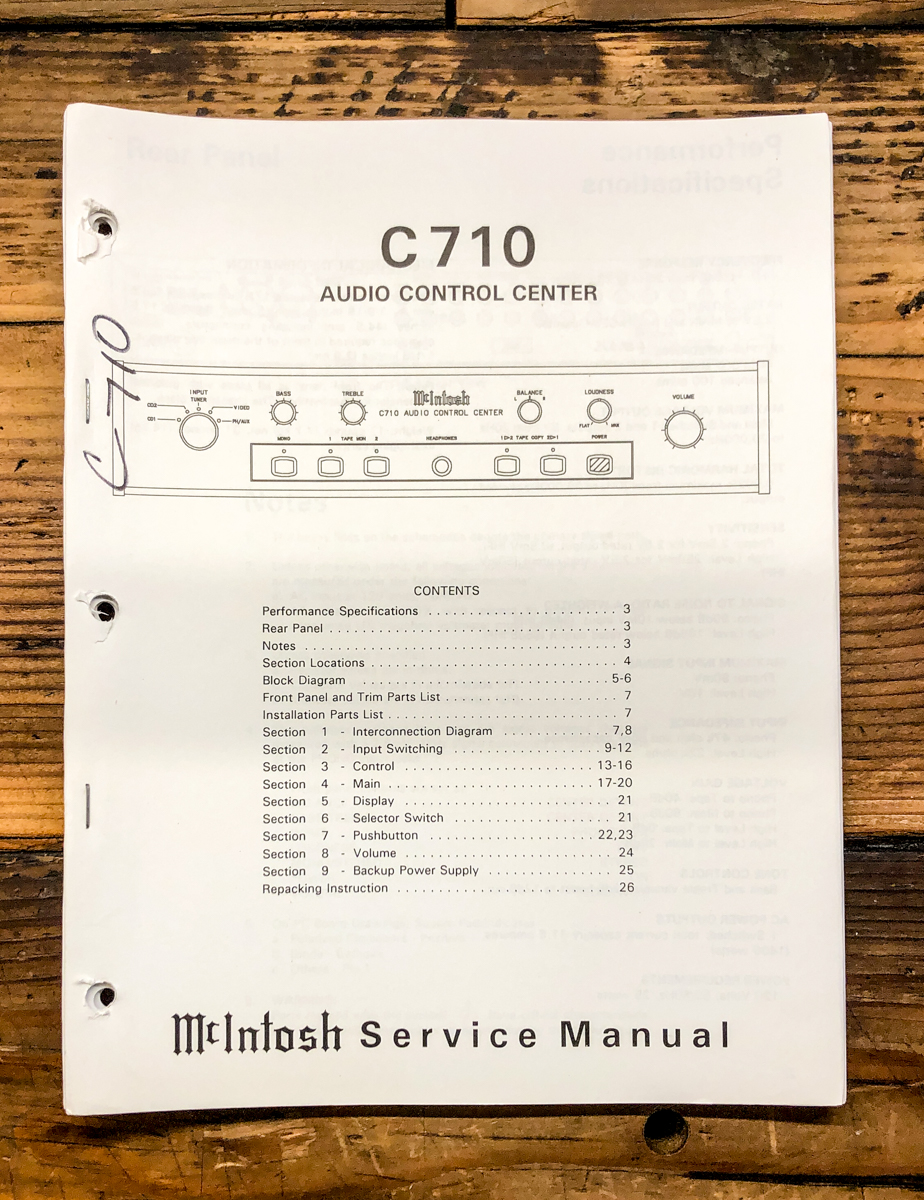 C710
AUDIO CONTROL CENTER
C-710
INPUT
TUNER
CD2
VIDEO
CD1
PH/AUX
BASS
TREBLE
McIntosh
C710 AUDIO CONTROL CENTER
BALANCE
L R
LOUDNESS
FLAT MAX
VOLUME
MONO
1 TAPE MON 2
HEADPHONES
1▷2 TAPE COPY 2▷1
POWER
CONTENTS
Performance Specifications . . . . . . . . . . . . . . . . . . . . . . . 3
Rear Panel . . . . . . . . . . . . . . . . . . . . . . . . . . . . . . . . . . . 3
Notes . . . . . . . . . . . . . . . . . . . . . . . . . . . . . . . . . . . . . . 3
Section Locations . . . . . . . . . . . . . . . . . . . . . . . . . . . . . . 4
Block Diagram . . . . . . . . . . . . . . . . . . . . . . . . . . . . . . 5-6
Front Panel and Trim Parts List . . . . . . . . . . . . . . . . . . . . . 7
Installation Parts List . . . . . . . . . . . . . . . . . . . . . . . . . . . . 7
Section 1 - Interconnection Diagram . . . . . . . . . . . . . 7,8
Section 2 - Input Switching . . . . . . . . . . . . . . . . . . . 9-12
Section 3 - Control . . . . . . . . . . . . . . . . . . . . . . . . 13-16
Section 4 - Main . . . . . . . . . . . . . . . . . . . . . . . . . . 17-20
Section 5 - Display . . . . . . . . . . . . . . . . . . . . . . . . . . 21
Section 6 - Selector Switch . . . . . . . . . . . . . . . . . . . . 21
Section 7 - Pushbutton . . . . . . . . . . . . . . . . . . . . . 22,23
Section 8 - Volume . . . . . . . . . . . . . . . . . . . . . . . . . . 24
Section 9 - Backup Power Supply . . . . . . . . . . . . . . . 25
Repacking Instruction . . . . . . . . . . . . . . . . . . . . . . . . . . . 26
McIntosh Service Manual